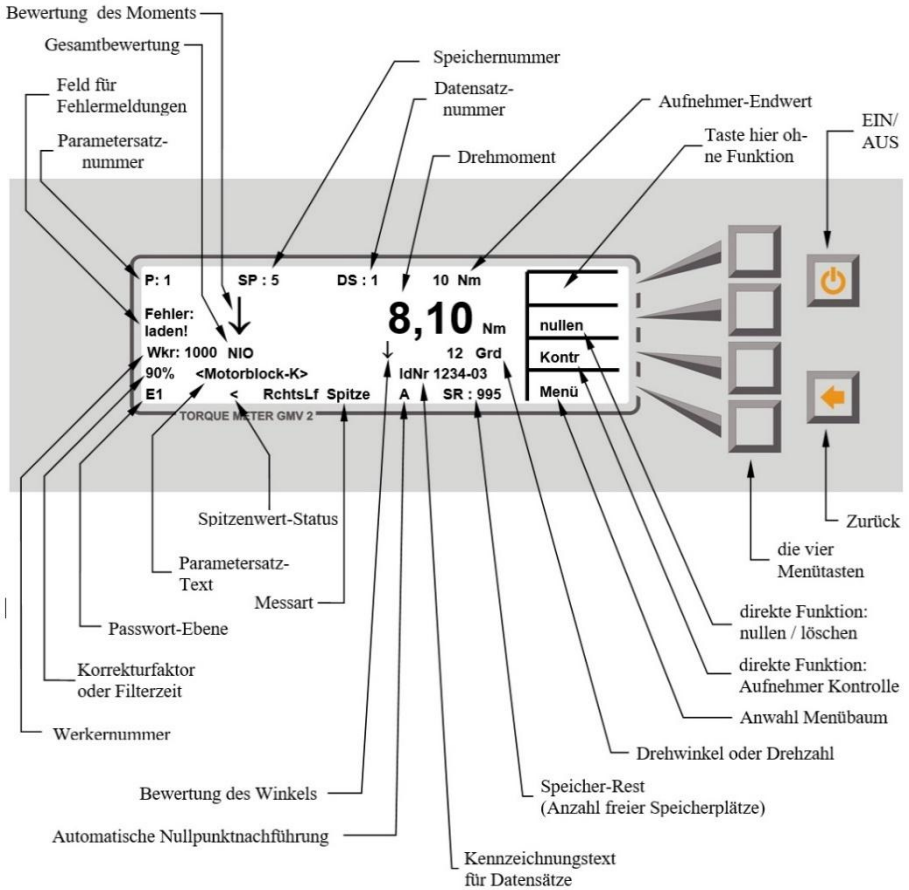 Bewertung des Moments
Gesamtbewertung
Feld für
Fehlermeldungen
Parametersatz-
nummer
Speichernummer
Datensatz-
nummer
Drehmoment
Aufnehmer-Endwert
Taste hier oh-
ne Funktion
EIN/
AUS
P: 1 SP : 5 DS : 1 10 Nm
Fehler:
laden!
↓
8,10 Nm
nullen
Wkr: 1000 NIO ↓ 12 Grd
Kontr
90% <Motorblock-K> IdNr 1234-03
E1 < RchtsLf Spitze A SR : 995
Menü
TORQUE METER GMV 2
Spitzenwert-Status
Parametersatz-
Text
Messart
Passwort-Ebene
Korrekturfaktor
oder Filterzeit
Werkernummer
Bewertung des Winkels
Automatische Nullpunktnachführung
Kennzeichnungstext
für Datensätze
Speicher-Rest
(Anzahl freier Speicherplätze)
Drehwinkel oder Drehzahl
Anwahl Menübaum
direkte Funktion:
Aufnehmer Kontrolle
direkte Funktion:
nullen / löschen
die vier
Menütasten
Zurück